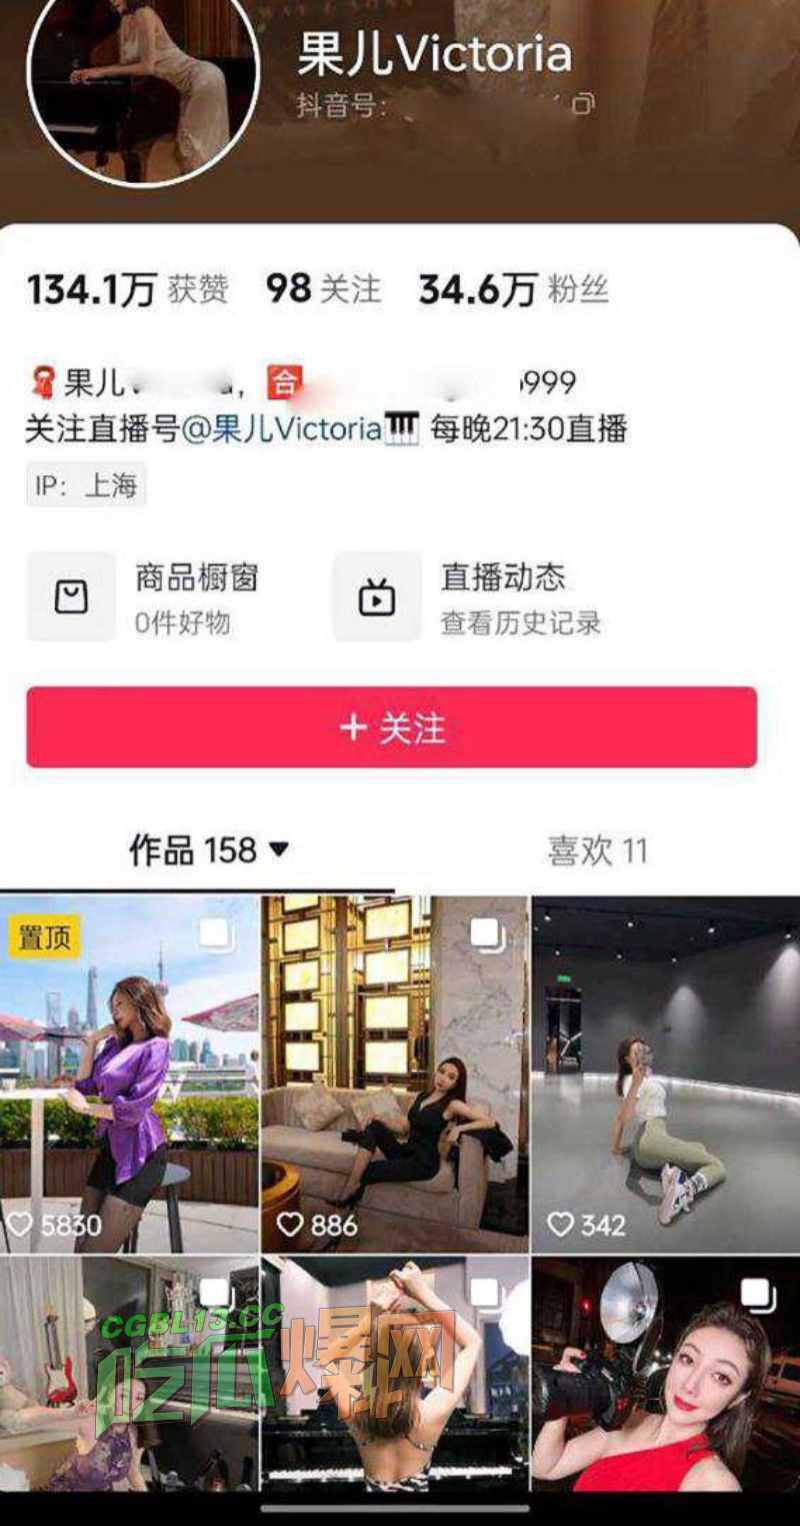 果儿Victoria
抖音号：
134.1万 获赞 98 关注 34.6万 粉丝
果儿 , 合 999
关注直播号@果儿Victoria 每晚21:30直播
IP： 上海
商品橱窗 直播动态
0件好物 查看历史记录
+ 关注
作品 158 喜欢 11
置顶
5830 886 342
CGBL15.CC
吃瓜爆网